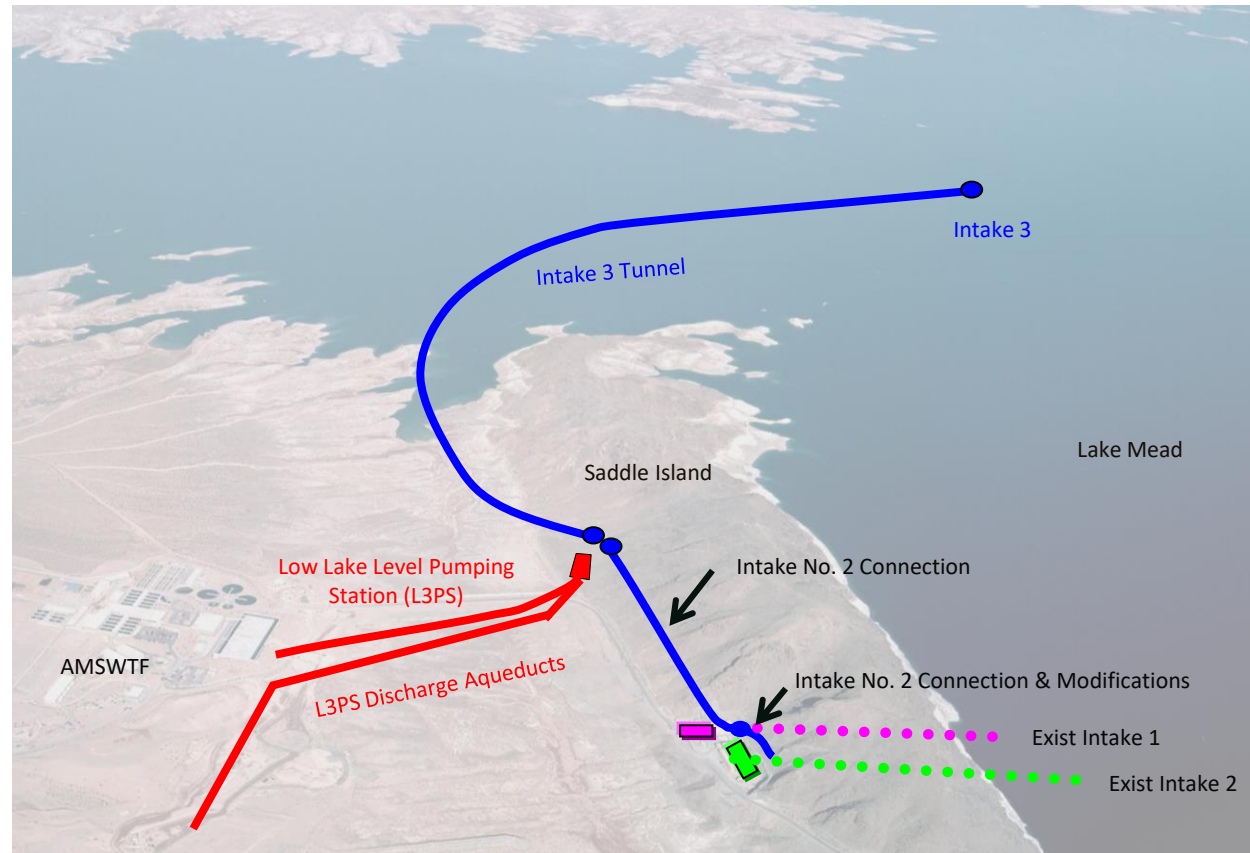 Intake 3
Intake 3 Tunnel
Lake Mead
Saddle Island
Low Lake Level Pumping
Station (L3PS)
Intake No. 2 Connection
AMSWTF
L3PS Discharge Aqueducts
Intake No. 2 Connection & Modifications
Exist Intake 1
Exist Intake 2